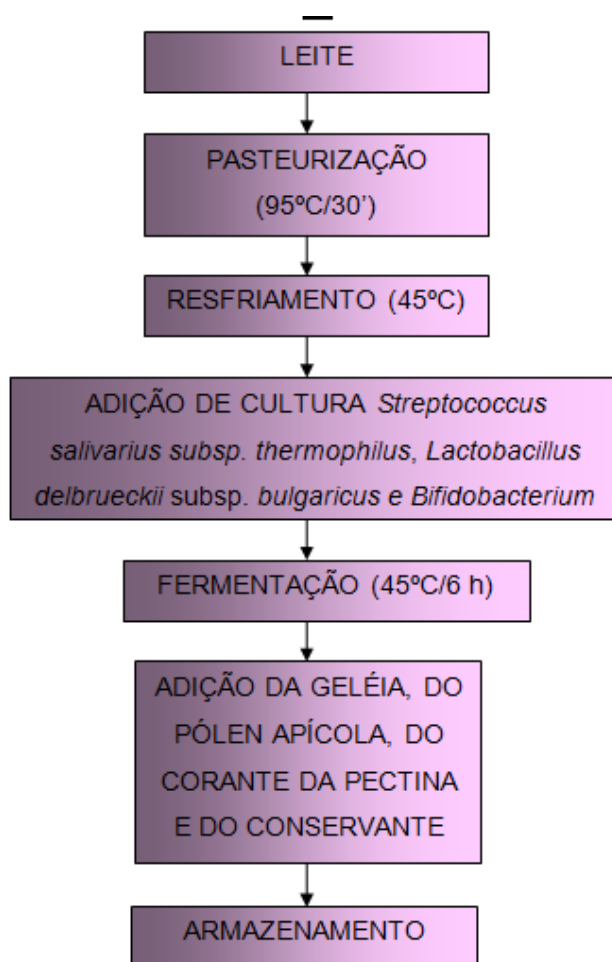 LEITE
PASTEURIZAÇÃO
(95ºC/30’)
RESFRIAMENTO (45ºC)
ADIÇÃO DE CULTURA Streptococcus
salivarius subsp. thermophilus, Lactobacillus
delbrueckii subsp. bulgaricus e Bifidobacterium
FERMENTAÇÃO (45ºC/6 h)
ADIÇÃO DA GELÉIA, DO
PÓLEN APÍCOLA, DO
CORANTE DA PECTINA
E DO CONSERVANTE
ARMAZENAMENTO